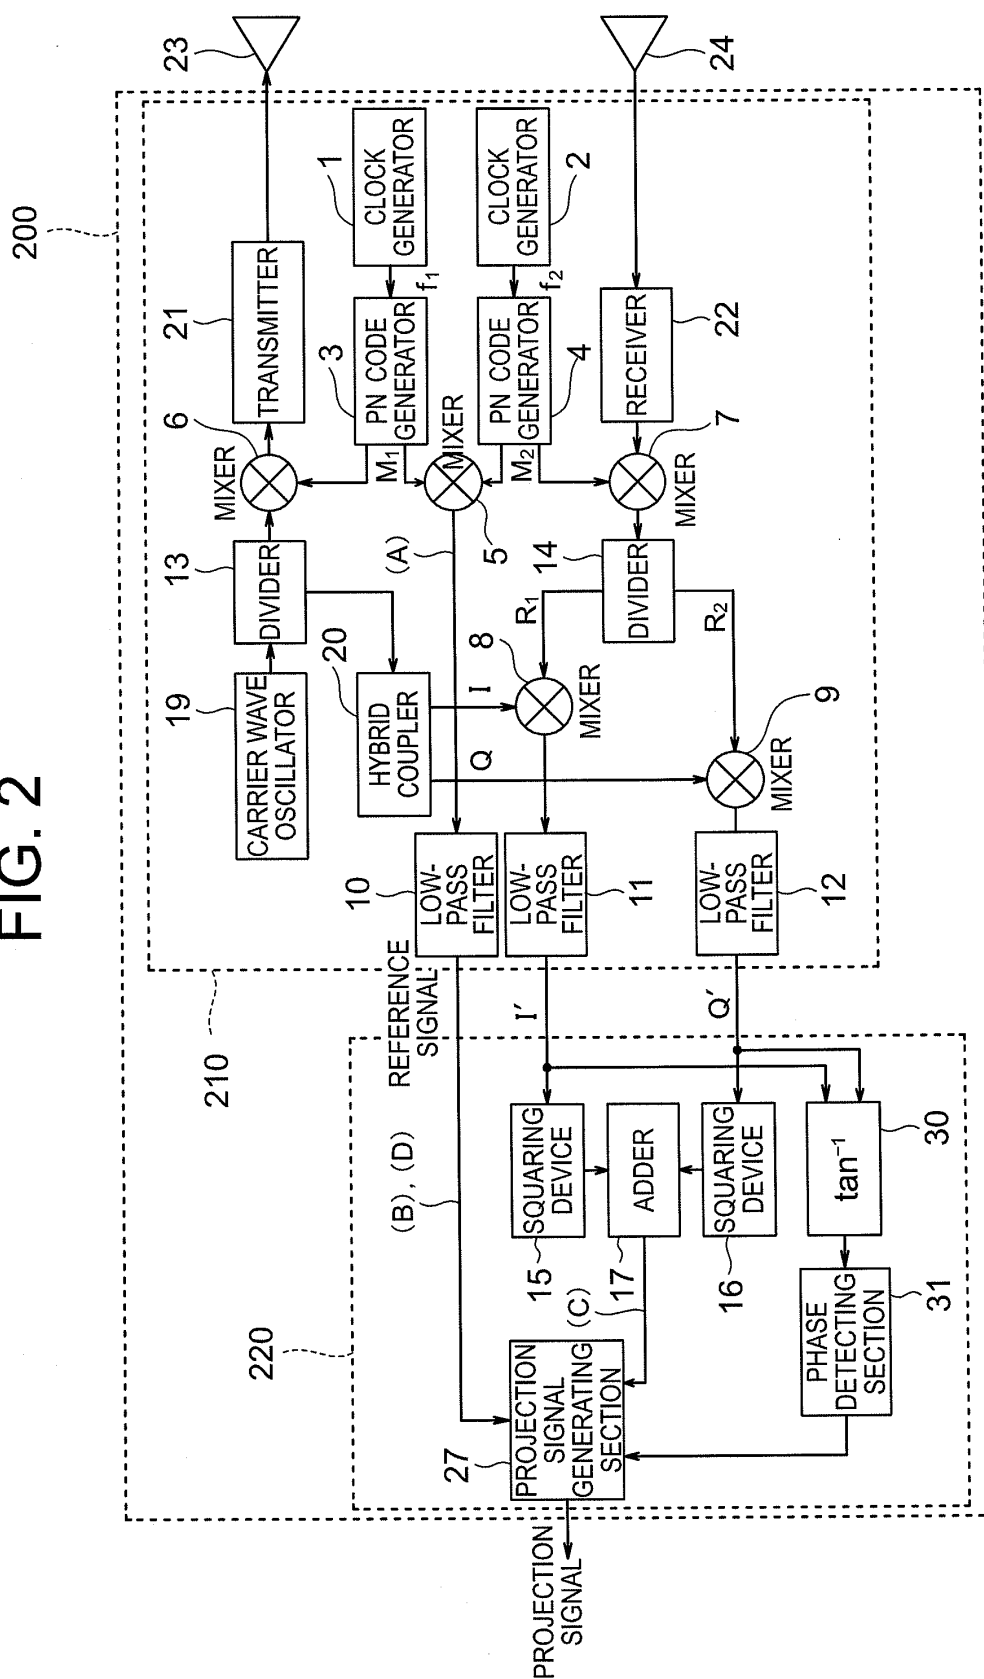 FIG. 2
200
210
220
23
24
21
TRANSMITTER
6
MIXER
13
DIVIDER
19
CARRIER WAVE
OSCILLATOR
1
CLOCK
GENERATOR
f1
3
PN CODE
GENERATOR
M1
2
CLOCK
GENERATOR
f2
4
PN CODE
GENERATOR
M2
MIXER
5
(A)
22
RECEIVER
7
MIXER
14
DIVIDER
R1
R2
20
HYBRID
COUPLER
I
Q
8
MIXER
9
MIXER
10
LOW-
PASS
FILTER
11
LOW-
PASS
FILTER
12
LOW-
PASS
FILTER
REFERENCE
SIGNAL
I′
Q′
(B), (D)
15
SQUARING
DEVICE
17
ADDER
16
SQUARING
DEVICE
30
tan⁻¹
31
PHASE
DETECTING
SECTION
(C)
27
PROJECTION
SIGNAL
GENERATING
SECTION
PROJECTION
SIGNAL